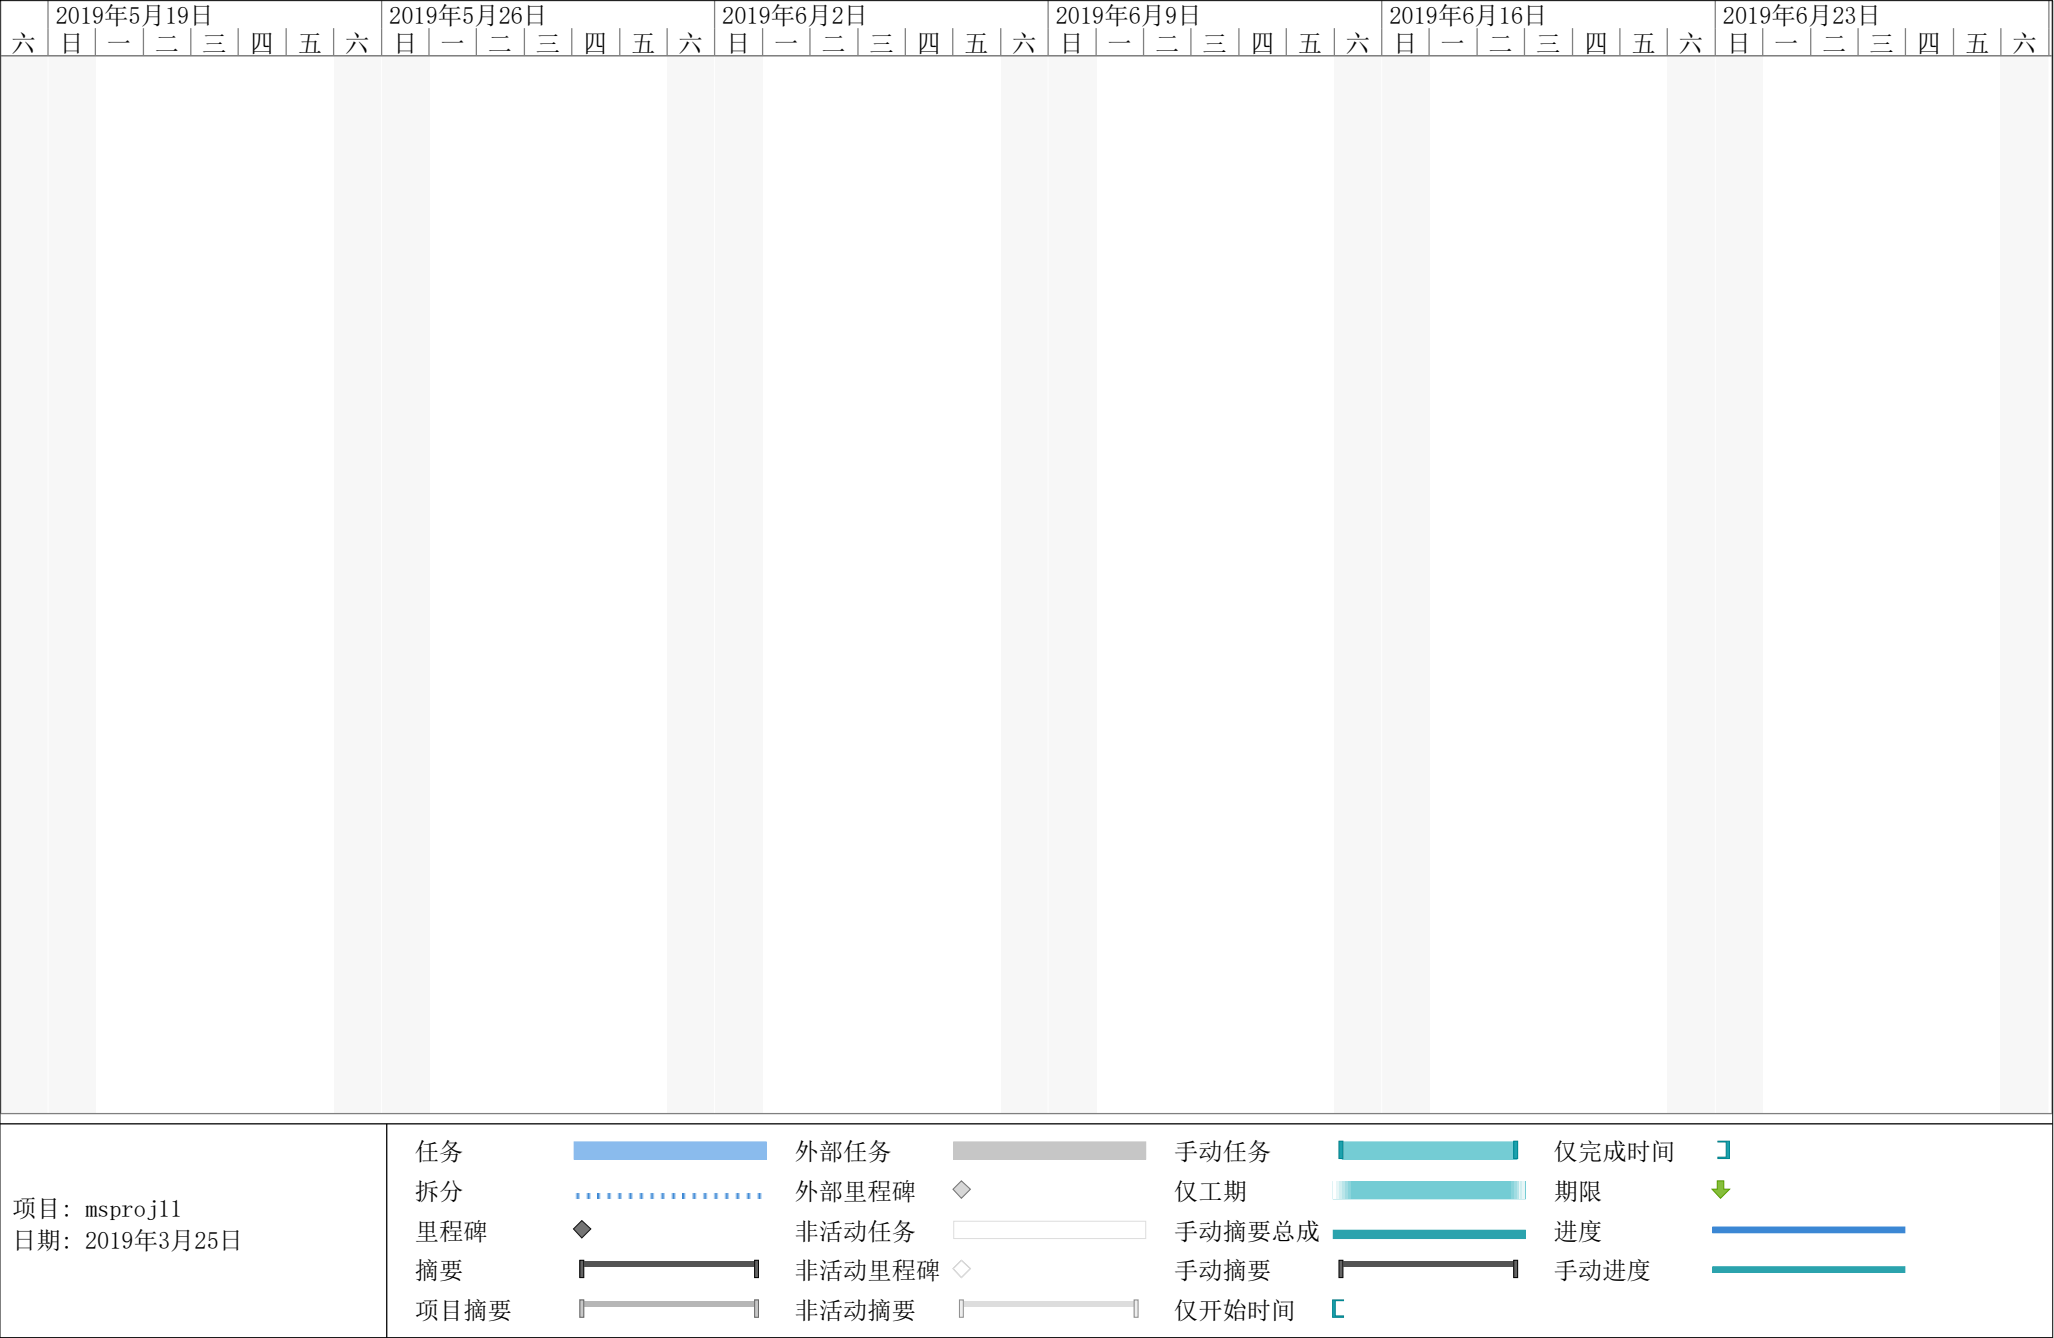 2019年5月19日 2019年5月26日 2019年6月2日 2019年6月9日 2019年6月16日 2019年6月23日
六 日 一 二 三 四 五 六 日 一 二 三 四 五 六 日 一 二 三 四 五 六 日 一 二 三 四 五 六 日 一 二 三 四 五 六 日 一 二 三 四 五 六
项目: msproj11
日期: 2019年3月25日
任务 外部任务 手动任务 仅完成时间
拆分 外部里程碑 仅工期 期限
里程碑 非活动任务 手动摘要总成 进度
摘要 非活动里程碑 手动摘要 手动进度
项目摘要 非活动摘要 仅开始时间